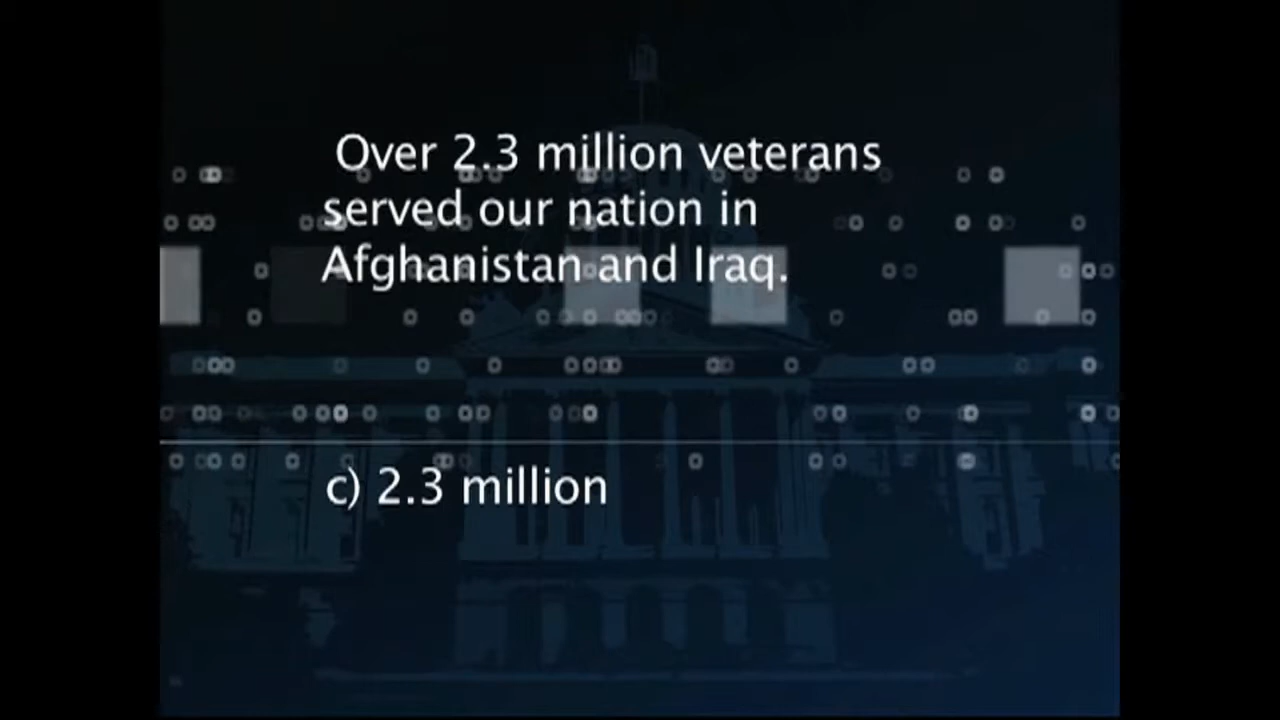 Over 2.3 million veterans
served our nation in
Afghanistan and Iraq.
c) 2.3 million